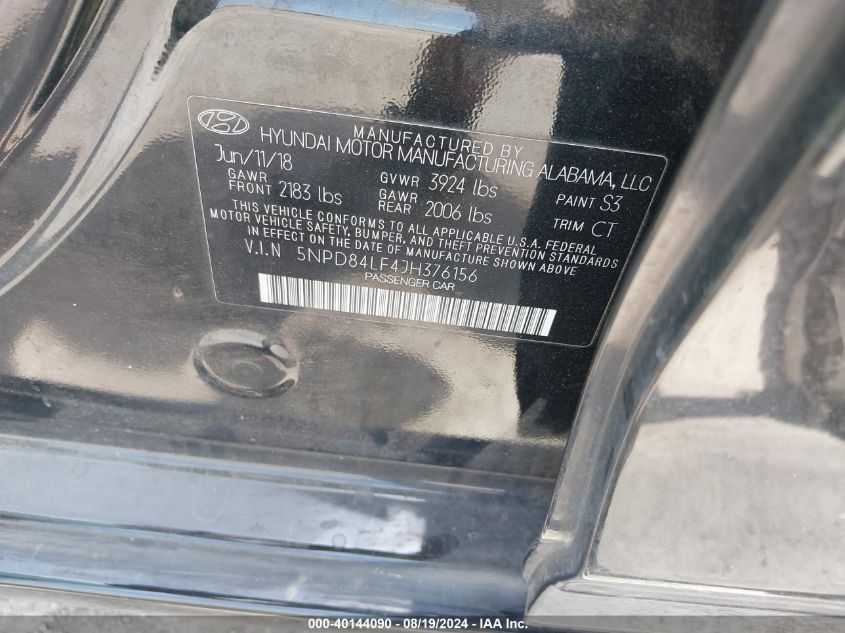 MANUFACTURED BY
HYUNDAI MOTOR MANUFACTURING ALABAMA, LLC
Jun/11/18 GVWR 3924 lbs PAINT S3
GAWR FRONT 2183 lbs GAWR REAR 2006 lbs TRIM CT
THIS VEHICLE CONFORMS TO ALL APPLICABLE U.S.A. FEDERAL
MOTOR VEHICLE SAFETY, BUMPER, AND THEFT PREVENTION STANDARDS
IN EFFECT ON THE DATE OF MANUFACTURE SHOWN ABOVE.
V.I.N 5NPD84LF4JH376156
PASSENGER CAR
000-40144090 - 08/19/2024 - © IAA Holdings, LLC.